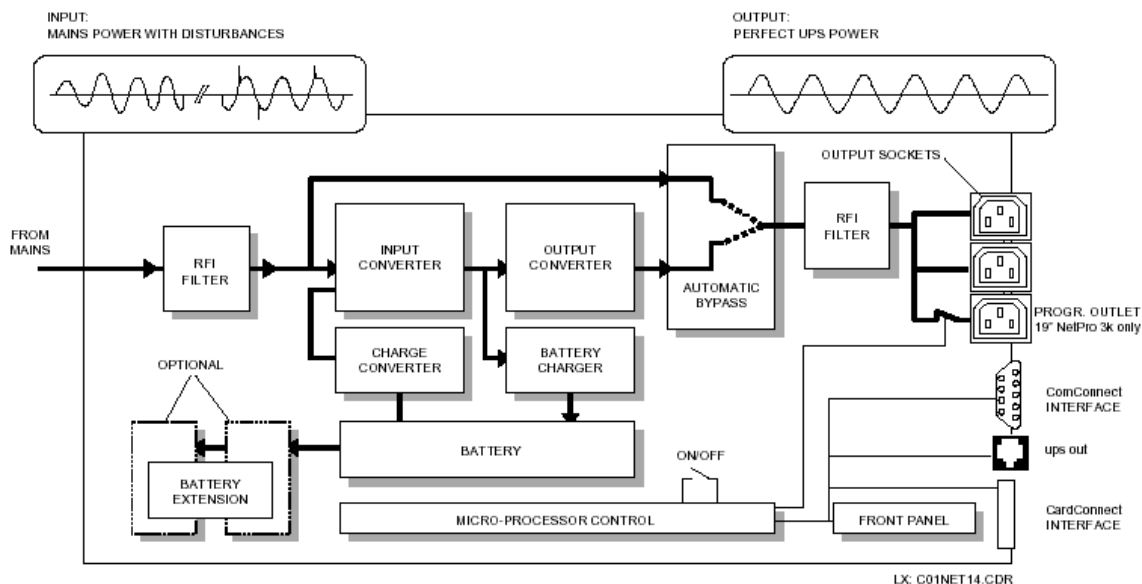 INPUT:
MAINS POWER WITH DISTURBANCES
OUTPUT:
PERFECT UPS POWER
OUTPUT SOCKETS
FROM
MAINS
RFI
FILTER
INPUT
CONVERTER
OUTPUT
CONVERTER
AUTOMATIC
BYPASS
RFI
FILTER
PROGR. OUTLET
19" NetPro 3k only
OPTIONAL
CHARGE
CONVERTER
BATTERY
CHARGER
ComConnect
INTERFACE
BATTERY
BATTERY
EXTENSION
ON/OFF
ups out
MICRO-PROCESSOR CONTROL
FRONT PANEL
CardConnect
INTERFACE
LX: C01NET14.CDR